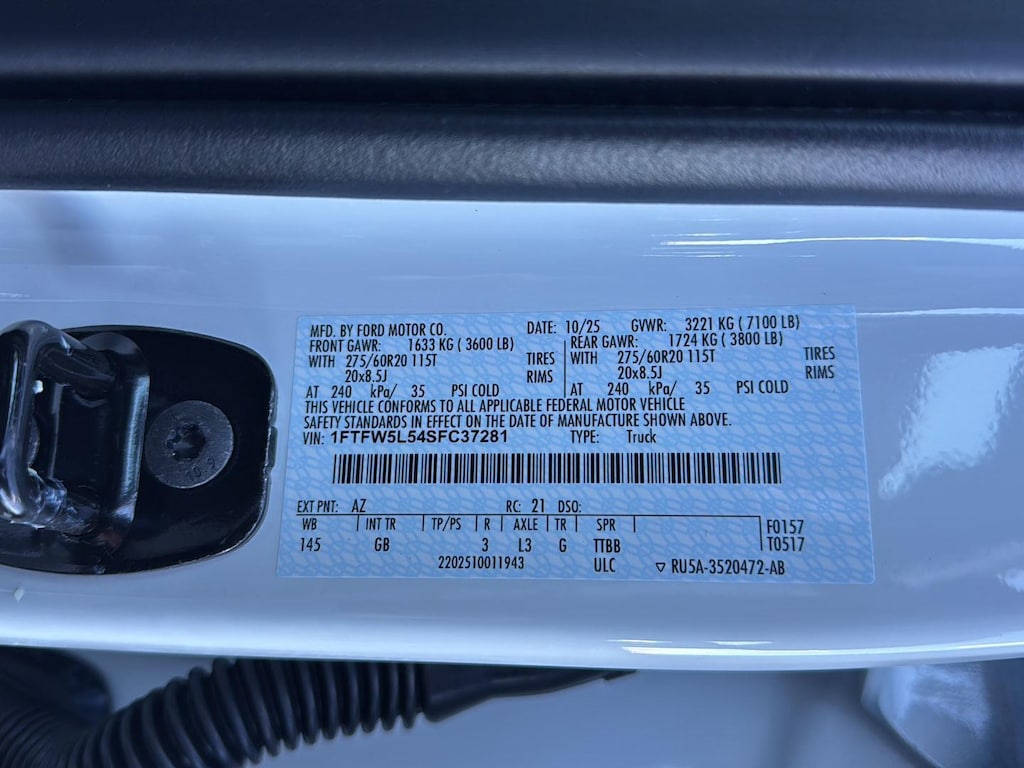 MFD. BY FORD MOTOR CO. DATE: 10/25 GVWR: 3221 KG ( 7100 LB)
FRONT GAWR: 1633 KG ( 3600 LB) REAR GAWR: 1724 KG ( 3800 LB)
WITH 275/60R20 115T TIRES WITH 275/60R20 115T TIRES
20x8.5J RIMS 20x8.5J RIMS
AT 240 kPa/ 35 PSI COLD AT 240 kPa/ 35 PSI COLD
THIS VEHICLE CONFORMS TO ALL APPLICABLE FEDERAL MOTOR VEHICLE
SAFETY STANDARDS IN EFFECT ON THE DATE OF MANUFACTURE SHOWN ABOVE.
VIN: 1FTFW5L54SFC37281 TYPE: Truck
EXT PNT: AZ RC: 21 DSO:
WB INT TR TP/PS R AXLE TR SPR F0157
145 GB 3 L3 G TTBB T0517
2202510011943 ULC ▽ RU5A-3520472-AB